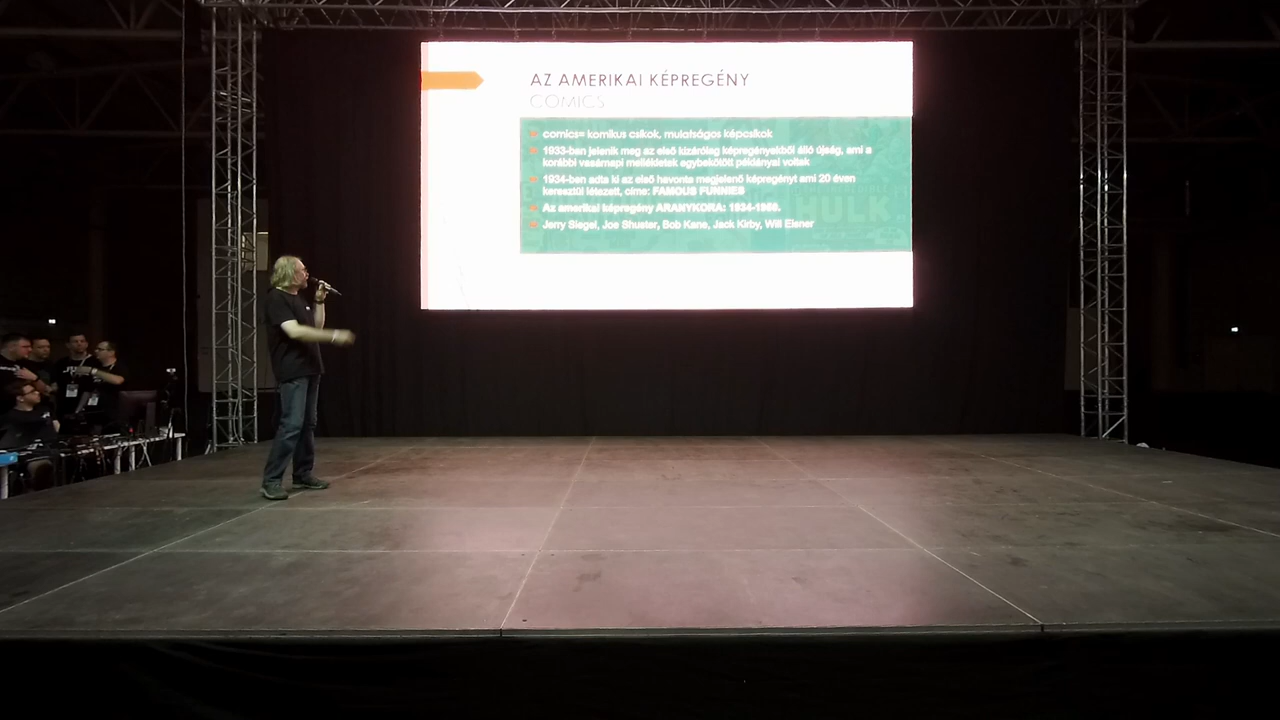 AZ AMERIKAI KÉPREGÉNY
COMICS
comics= komikus csíkok, mulatságos képcsíkok
1933-ban jelenik meg az első kizárólag képregényekből álló újság, ami a
korábbi vasárnapi mellékletek egybekötött példányai voltak
1934-ben adta ki az első havonta megjelenő képregényt ami 20 éven
keresztül létezett, címe: FAMOUS FUNNIES
Az amerikai képregény ARANYKORA: 1934-1956.
Jerry Siegel, Joe Shuster, Bob Kane, Jack Kirby, Will Eisner
HULK